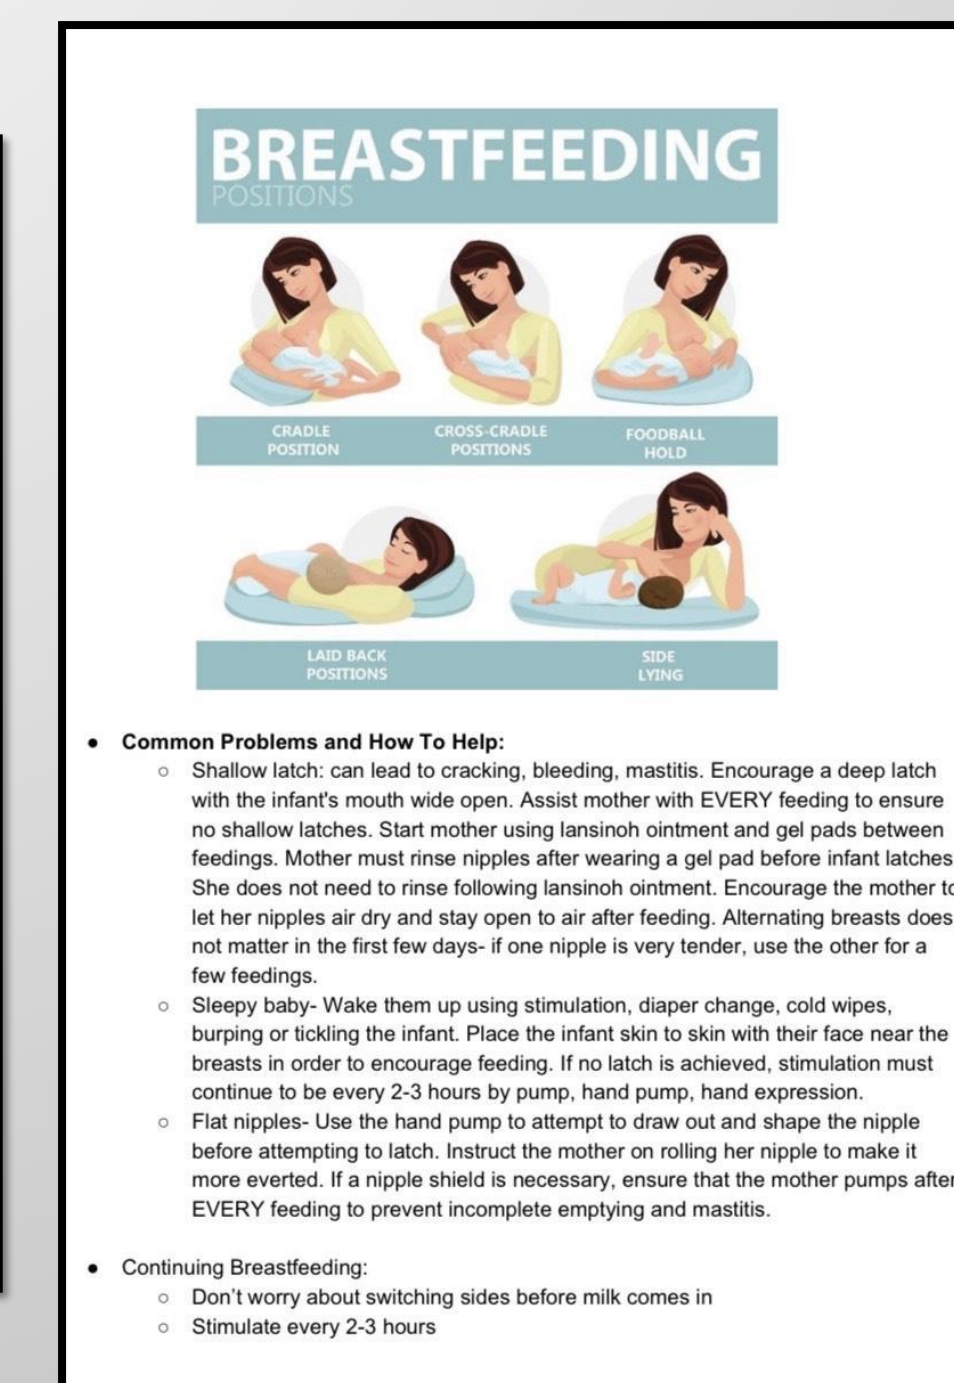 BREASTFEEDING
POSITIONS
CRADLE
POSITION
CROSS-CRADLE
POSITIONS
FOODBALL
HOLD
LAID BACK
POSITIONS
SIDE
LYING
● Common Problems and How To Help:
○ Shallow latch: can lead to cracking, bleeding, mastitis. Encourage a deep latch
with the infant's mouth wide open. Assist mother with EVERY feeding to ensure
no shallow latches. Start mother using lansinoh ointment and gel pads between
feedings. Mother must rinse nipples after wearing a gel pad before infant latches
She does not need to rinse following lansinoh ointment. Encourage the mother to
let her nipples air dry and stay open to air after feeding. Alternating breasts does
not matter in the first few days- if one nipple is very tender, use the other for a
few feedings.
○ Sleepy baby- Wake them up using stimulation, diaper change, cold wipes,
burping or tickling the infant. Place the infant skin to skin with their face near the
breasts in order to encourage feeding. If no latch is achieved, stimulation must
continue to be every 2-3 hours by pump, hand pump, hand expression.
○ Flat nipples- Use the hand pump to attempt to draw out and shape the nipple
before attempting to latch. Instruct the mother on rolling her nipple to make it
more everted. If a nipple shield is necessary, ensure that the mother pumps after
EVERY feeding to prevent incomplete emptying and mastitis.
● Continuing Breastfeeding:
○ Don't worry about switching sides before milk comes in
○ Stimulate every 2-3 hours